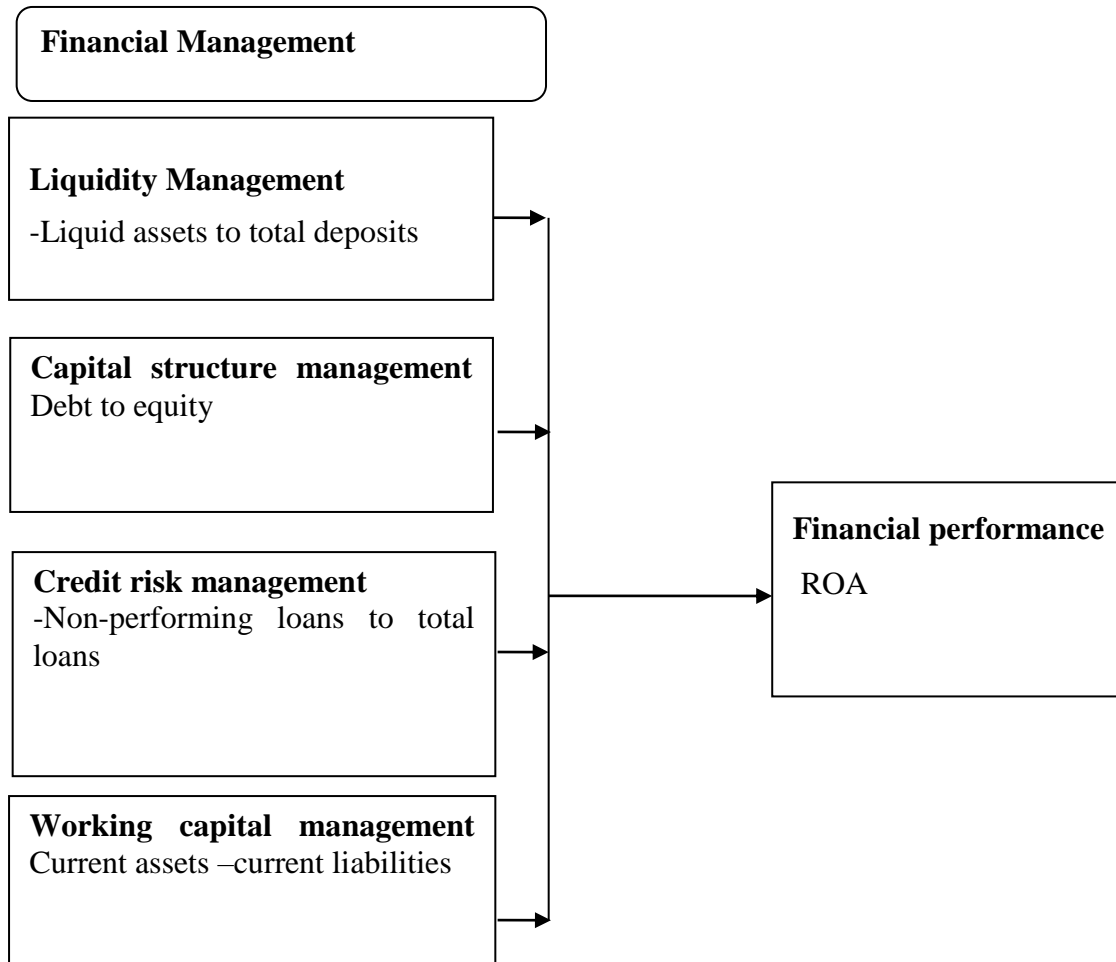 Financial Management
Liquidity Management
-Liquid assets to total deposits
Capital structure management
Debt to equity
Credit risk management
-Non-performing loans to total
loans
Working capital management
Current assets –current liabilities
Financial performance
ROA